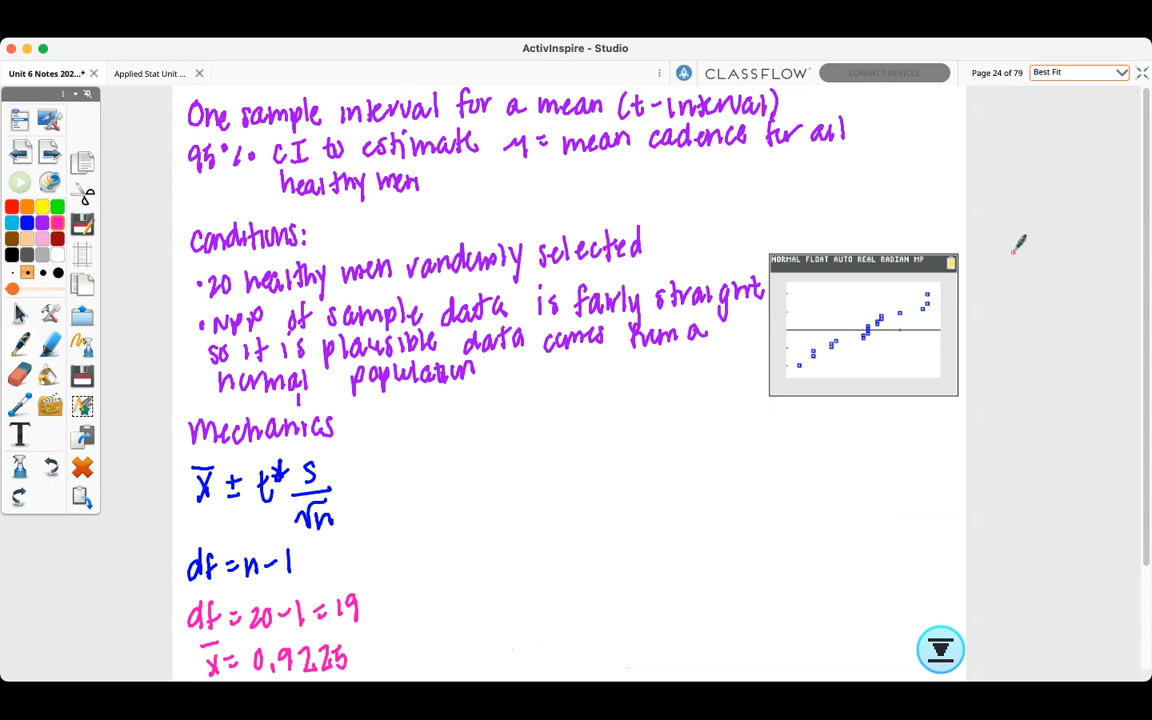 ActivInspire - Studio
Unit 6 Notes 202...*
Applied Stat Unit ...
CLASSFLOW
CONNECT DEVICES
Page 24 of 79
Best Fit
One sample interval for a mean (t-interval)
95% CI to estimate μ = mean cadence for all
healthy men
Conditions:
• 20 healthy men randomly selected
• NPP of sample data is fairly straight
so it is plausible data comes from a
normal population
NORMAL FLOAT AUTO REAL RADIAN MP
Mechanics
x̄ ± t* s/√n
df = n-1
df = 20-1 = 19
x̄ = 0.9225
T